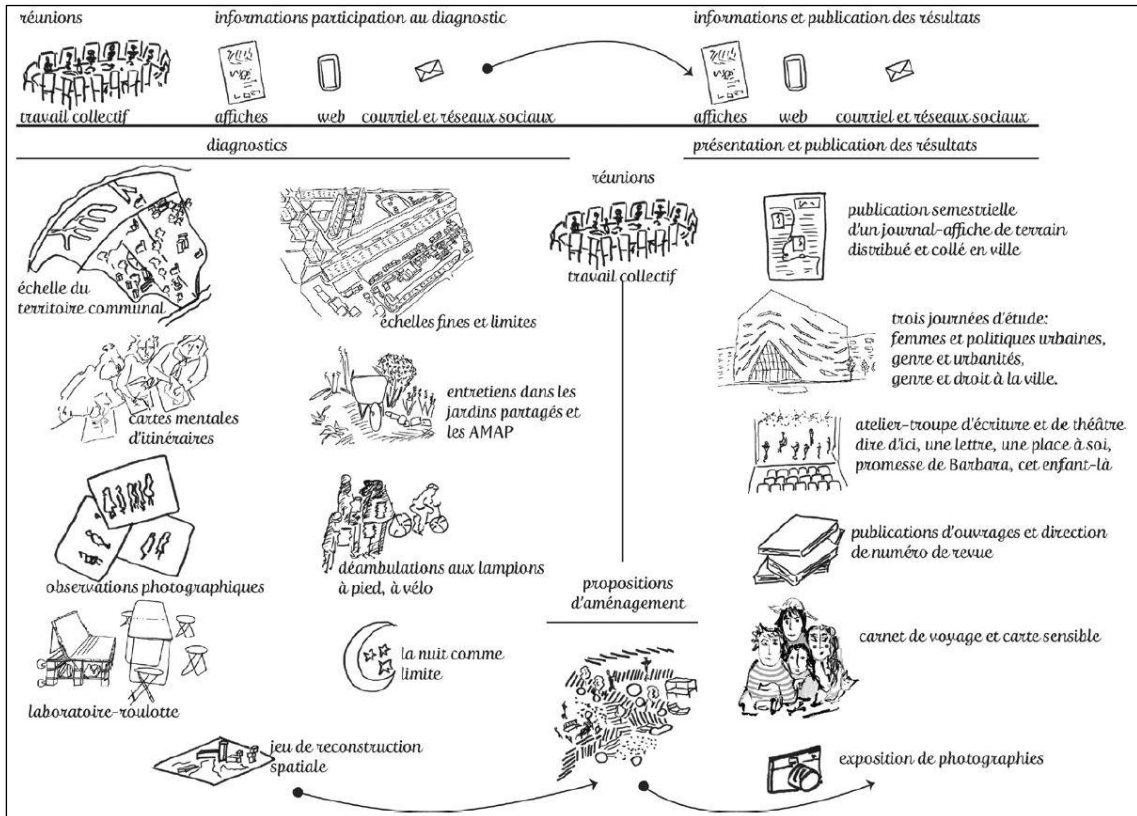 réunions
informations participation au diagnostic
informations et publication des résultats
travail collectif
affiches
web
courriel et réseaux sociaux
affiches
web
courriel et réseaux sociaux
diagnostics
présentation et publication des résultats
échelle du
territoire communal
échelles fines et limites
cartes mentales
d'itinéraires
entretiens dans les
jardins partagés et
les AMAP
observations photographiques
déambulations aux lampions
à pied, à vélo
laboratoire-roulotte
la nuit comme
limite
jeu de reconstruction
spatiale
réunions
travail collectif
propositions
d'aménagement
publication semestrielle
d'un journal-affiche de terrain
distribué et collé en ville
trois journées d'étude:
femmes et politiques urbaines,
genre et urbanités,
genre et droit à la ville.
atelier-troupe d'écriture et de théâtre
dire d'ici, une lettre, une place à soi,
promesse de Barbara, cet enfant-là
publications d'ouvrages et direction
de numéro de revue
carnet de voyage et carte sensible
exposition de photographies